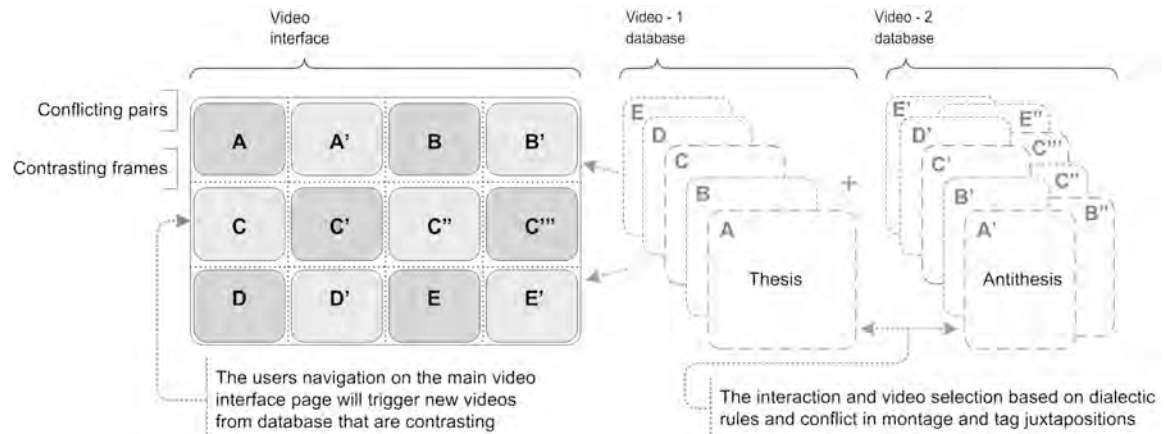 Video
interface
Video - 1
database
Video - 2
database
Conflicting pairs
Contrasting frames
A A’ B B’
C C’ C’’ C’’’
D D’ E E’
E
D
C
B
A
Thesis
+
E’
D’
C’
B’
A’
E’’
C’’’
C’’
B’’
Antithesis
The users navigation on the main video
interface page will trigger new videos
from database that are contrasting
The interaction and video selection based on dialectic
rules and conflict in montage and tag juxtapositions